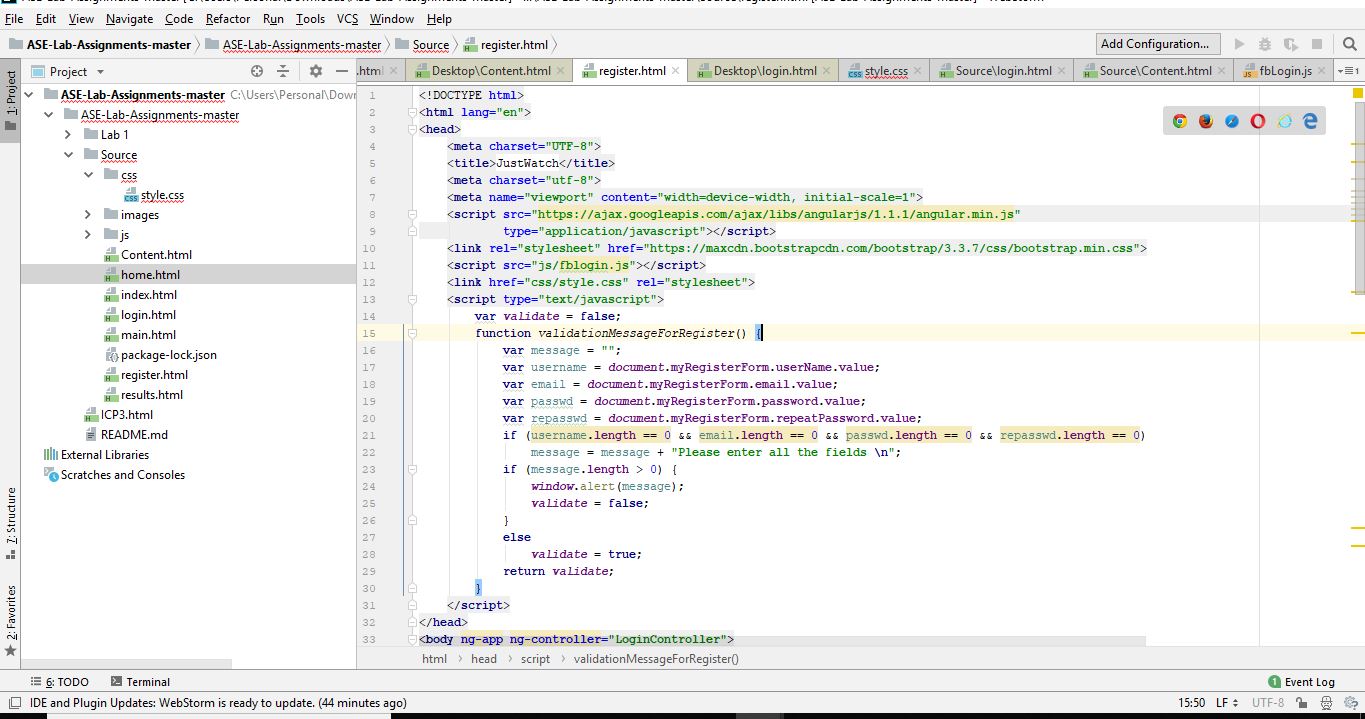 File Edit View Navigate Code Refactor Run Tools VCS Window Help
ASE-Lab-Assignments-master ASE-Lab-Assignments-master Source register.html Add Configuration...
1: Project
Project
.html Desktop\Content.html register.html Desktop\login.html style.css Source\login.html Source\Content.html fbLogin.js 1
ASE-Lab-Assignments-master C:\Users\Personal\Down
ASE-Lab-Assignments-master
Lab 1
Source
css
style.css
images
js
Content.html
home.html
index.html
login.html
main.html
package-lock.json
register.html
results.html
ICP3.html
README.md
External Libraries
Scratches and Consoles
7: Structure
2: Favorites
1 <!DOCTYPE html>
2 <html lang="en">
3 <head>
4 <meta charset="UTF-8">
5 <title>JustWatch</title>
6 <meta charset="utf-8">
7 <meta name="viewport" content="width=device-width, initial-scale=1">
8 <script src="https://ajax.googleapis.com/ajax/libs/angularjs/1.1.1/angular.min.js"
9 type="application/javascript"></script>
10 <link rel="stylesheet" href="https://maxcdn.bootstrapcdn.com/bootstrap/3.3.7/css/bootstrap.min.css">
11 <script src="js/fblogin.js"></script>
12 <link href="css/style.css" rel="stylesheet">
13 <script type="text/javascript">
14 var validate = false;
15 function validationMessageForRegister() {
16 var message = "";
17 var username = document.myRegisterForm.userName.value;
18 var email = document.myRegisterForm.email.value;
19 var passwd = document.myRegisterForm.password.value;
20 var repasswd = document.myRegisterForm.repeatPassword.value;
21 if (username.length == 0 && email.length == 0 && passwd.length == 0 && repasswd.length == 0)
22 message = message + "Please enter all the fields \n";
23 if (message.length > 0) {
24 window.alert(message);
25 validate = false;
26 }
27 else
28 validate = true;
29 return validate;
30 }
31 </script>
32 </head>
33 <body ng-app ng-controller="LoginController">
html head script validationMessageForRegister()
6: TODO Terminal 1 Event Log
IDE and Plugin Updates: WebStorm is ready to update. (44 minutes ago) 15:50 LF UTF-8